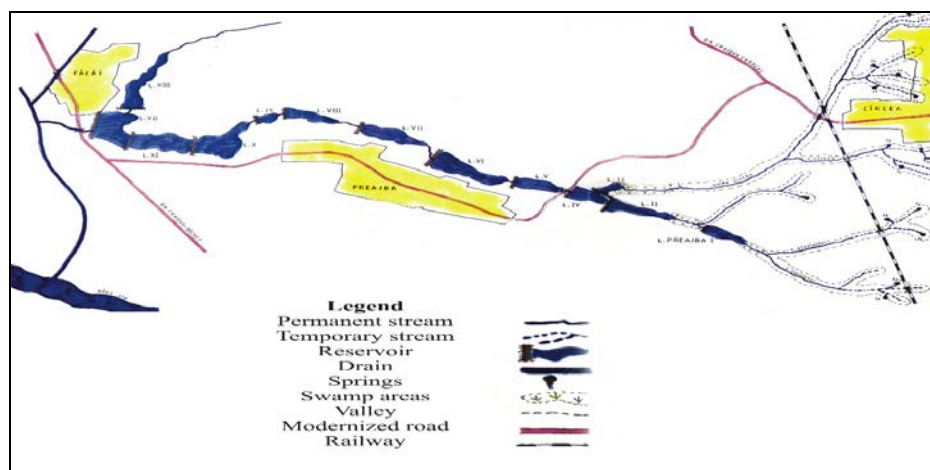 FĂCĂI
L. XIII
L. XII
L. XI
L. X
L. IX
L. VIII
L. VII
L. VI
L. V
L. IV
L. II
L. PREAJBA I
PREAJBA
CÎRCEA
Legend
Permanent stream
Temporary stream
Reservoir
Drain
Springs
Swamp areas
Valley
Modernized road
Railway